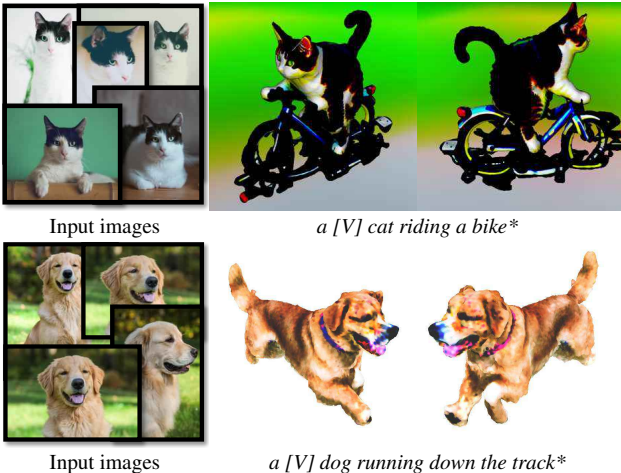 Input images
a [V] cat riding a bike*
Input images
a [V] dog running down the track*